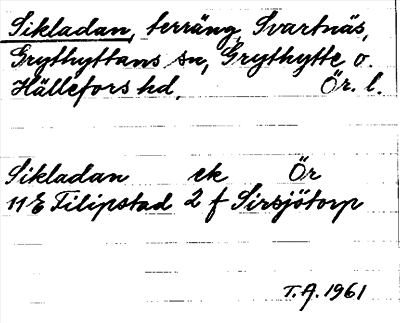 Sikladan, terräng, Svartnäs,
Grythyttans sn, Grythytte o.
Hällefors hd, Ör. l.
Sikladan ek Ör
11 E Filipstad 2 f Sirsjötorp
T.A. 1961